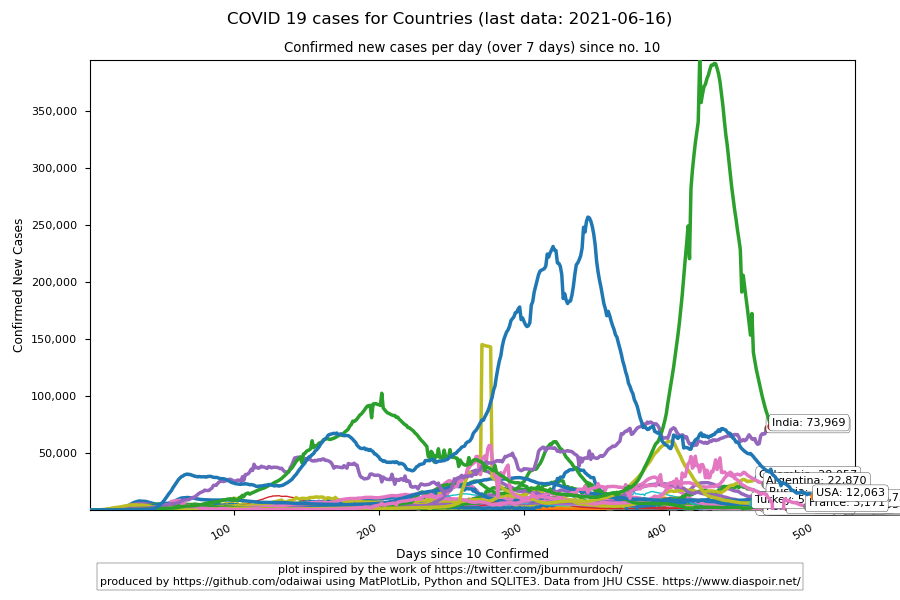 COVID 19 cases for Countries (last data: 2021-06-16)
Confirmed new cases per day (over 7 days) since no. 10
350,000
300,000
250,000
200,000
150,000
100,000
50,000
Confirmed New Cases
India: 73,969
Argentina: 22,870
USA: 12,063
France: 3,171
100
200
300
400
500
Days since 10 Confirmed
plot inspired by the work of https://twitter.com/jburnmurdoch/
produced by https://github.com/odaiwai using MatPlotLib, Python and SQLITE3. Data from JHU CSSE. https://www.diaspoir.net/